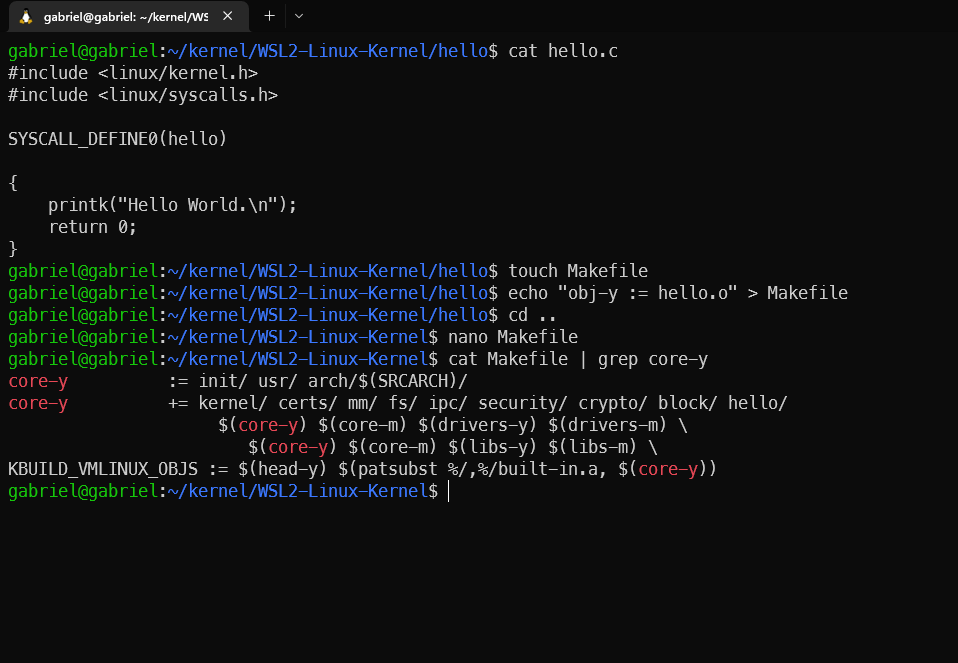 gabriel@gabriel: ~/kernel/WS
gabriel@gabriel:~/kernel/WSL2-Linux-Kernel/hello$ cat hello.c
#include <linux/kernel.h>
#include <linux/syscalls.h>
SYSCALL_DEFINE0(hello)
{
    printk("Hello World.\n");
    return 0;
}
gabriel@gabriel:~/kernel/WSL2-Linux-Kernel/hello$ touch Makefile
gabriel@gabriel:~/kernel/WSL2-Linux-Kernel/hello$ echo "obj-y := hello.o" > Makefile
gabriel@gabriel:~/kernel/WSL2-Linux-Kernel/hello$ cd ..
gabriel@gabriel:~/kernel/WSL2-Linux-Kernel$ nano Makefile
gabriel@gabriel:~/kernel/WSL2-Linux-Kernel$ cat Makefile | grep core-y
core-y          := init/ usr/ arch/$(SRCARCH)/
core-y          += kernel/ certs/ mm/ fs/ ipc/ security/ crypto/ block/ hello/
                     $(core-y) $(core-m) $(drivers-y) $(drivers-m) \
                        $(core-y) $(core-m) $(libs-y) $(libs-m) \
KBUILD_VMLINUX_OBJS := $(head-y) $(patsubst %/,%/built-in.a, $(core-y))
gabriel@gabriel:~/kernel/WSL2-Linux-Kernel$